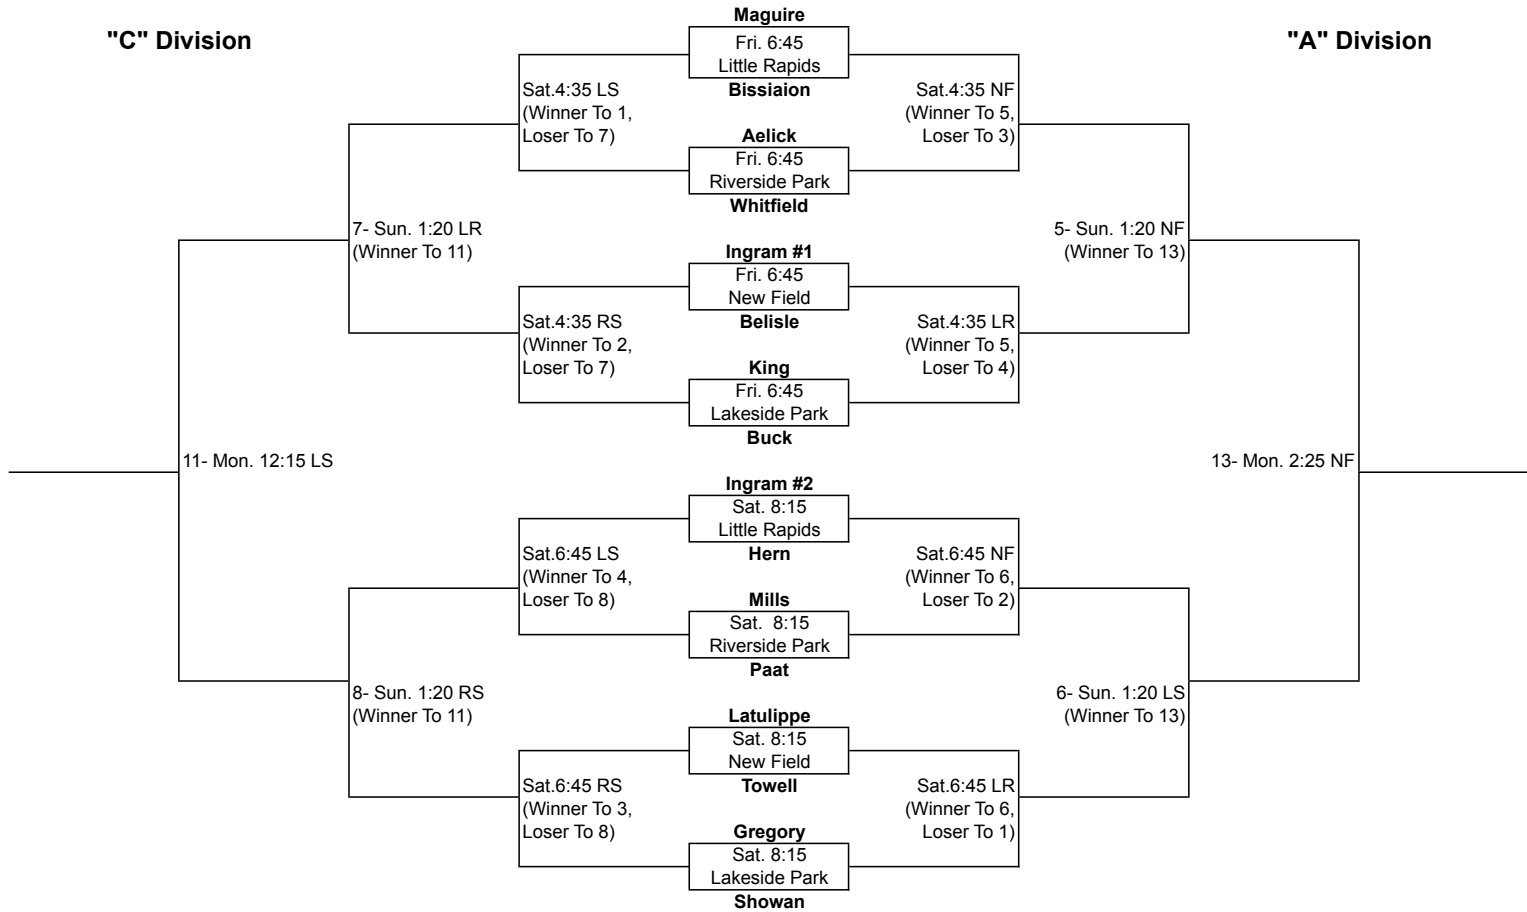 "C" Division
"A" Division
Maguire
Fri. 6:45
Little Rapids
Bissiaion
Sat.4:35 LS
(Winner To 1,
Loser To 7)
Sat.4:35 NF
(Winner To 5,
Loser To 3)
Aelick
Fri. 6:45
Riverside Park
Whitfield
7- Sun. 1:20 LR
(Winner To 11)
5- Sun. 1:20 NF
(Winner To 13)
Ingram #1
Fri. 6:45
New Field
Belisle
Sat.4:35 RS
(Winner To 2,
Loser To 7)
Sat.4:35 LR
(Winner To 5,
Loser To 4)
King
Fri. 6:45
Lakeside Park
Buck
11- Mon. 12:15 LS
13- Mon. 2:25 NF
Ingram #2
Sat. 8:15
Little Rapids
Hern
Sat.6:45 LS
(Winner To 4,
Loser To 8)
Sat.6:45 NF
(Winner To 6,
Loser To 2)
Mills
Sat.  8:15
Riverside Park
Paat
8- Sun. 1:20 RS
(Winner To 11)
6- Sun. 1:20 LS
(Winner To 13)
Latulippe
Sat. 8:15
New Field
Towell
Sat.6:45 RS
(Winner To 3,
Loser To 8)
Sat.6:45 LR
(Winner To 6,
Loser To 1)
Gregory
Sat. 8:15
Lakeside Park
Showan